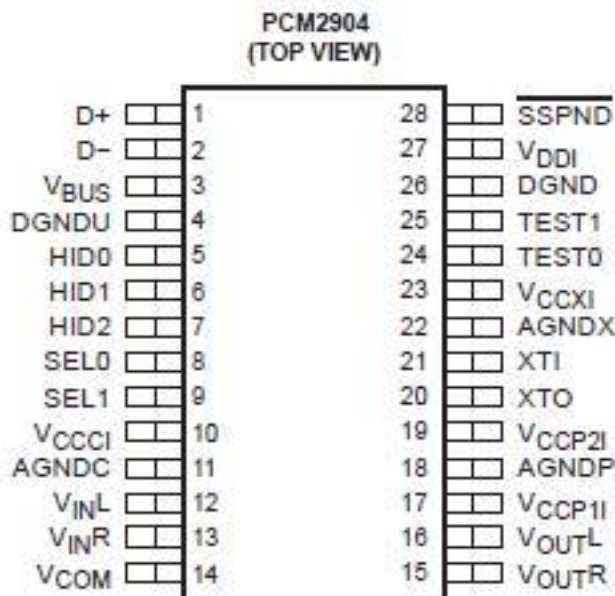 PCM2904
(TOP VIEW)
D+ 1 28 SSPND
D− 2 27 VDDI
VBUS 3 26 DGND
DGNDU 4 25 TEST1
HID0 5 24 TEST0
HID1 6 23 VCCXI
HID2 7 22 AGNDX
SEL0 8 21 XTI
SEL1 9 20 XTO
VCCCI 10 19 VCCP2I
AGNDC 11 18 AGNDP
VINL 12 17 VCCP1I
VINR 13 16 VOUTL
VCOM 14 15 VOUTR